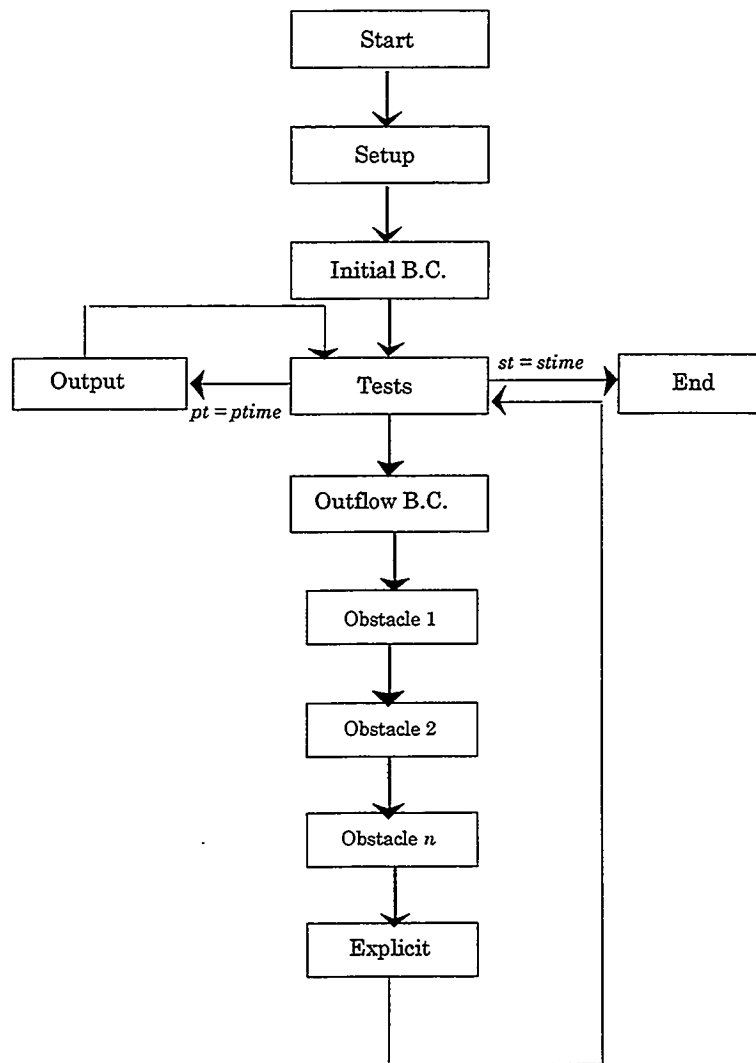 Start
Setup
Initial B.C.
Output
pt = ptime
Tests
st = stime
End
Outflow B.C.
Obstacle 1
Obstacle 2
Obstacle n
Explicit